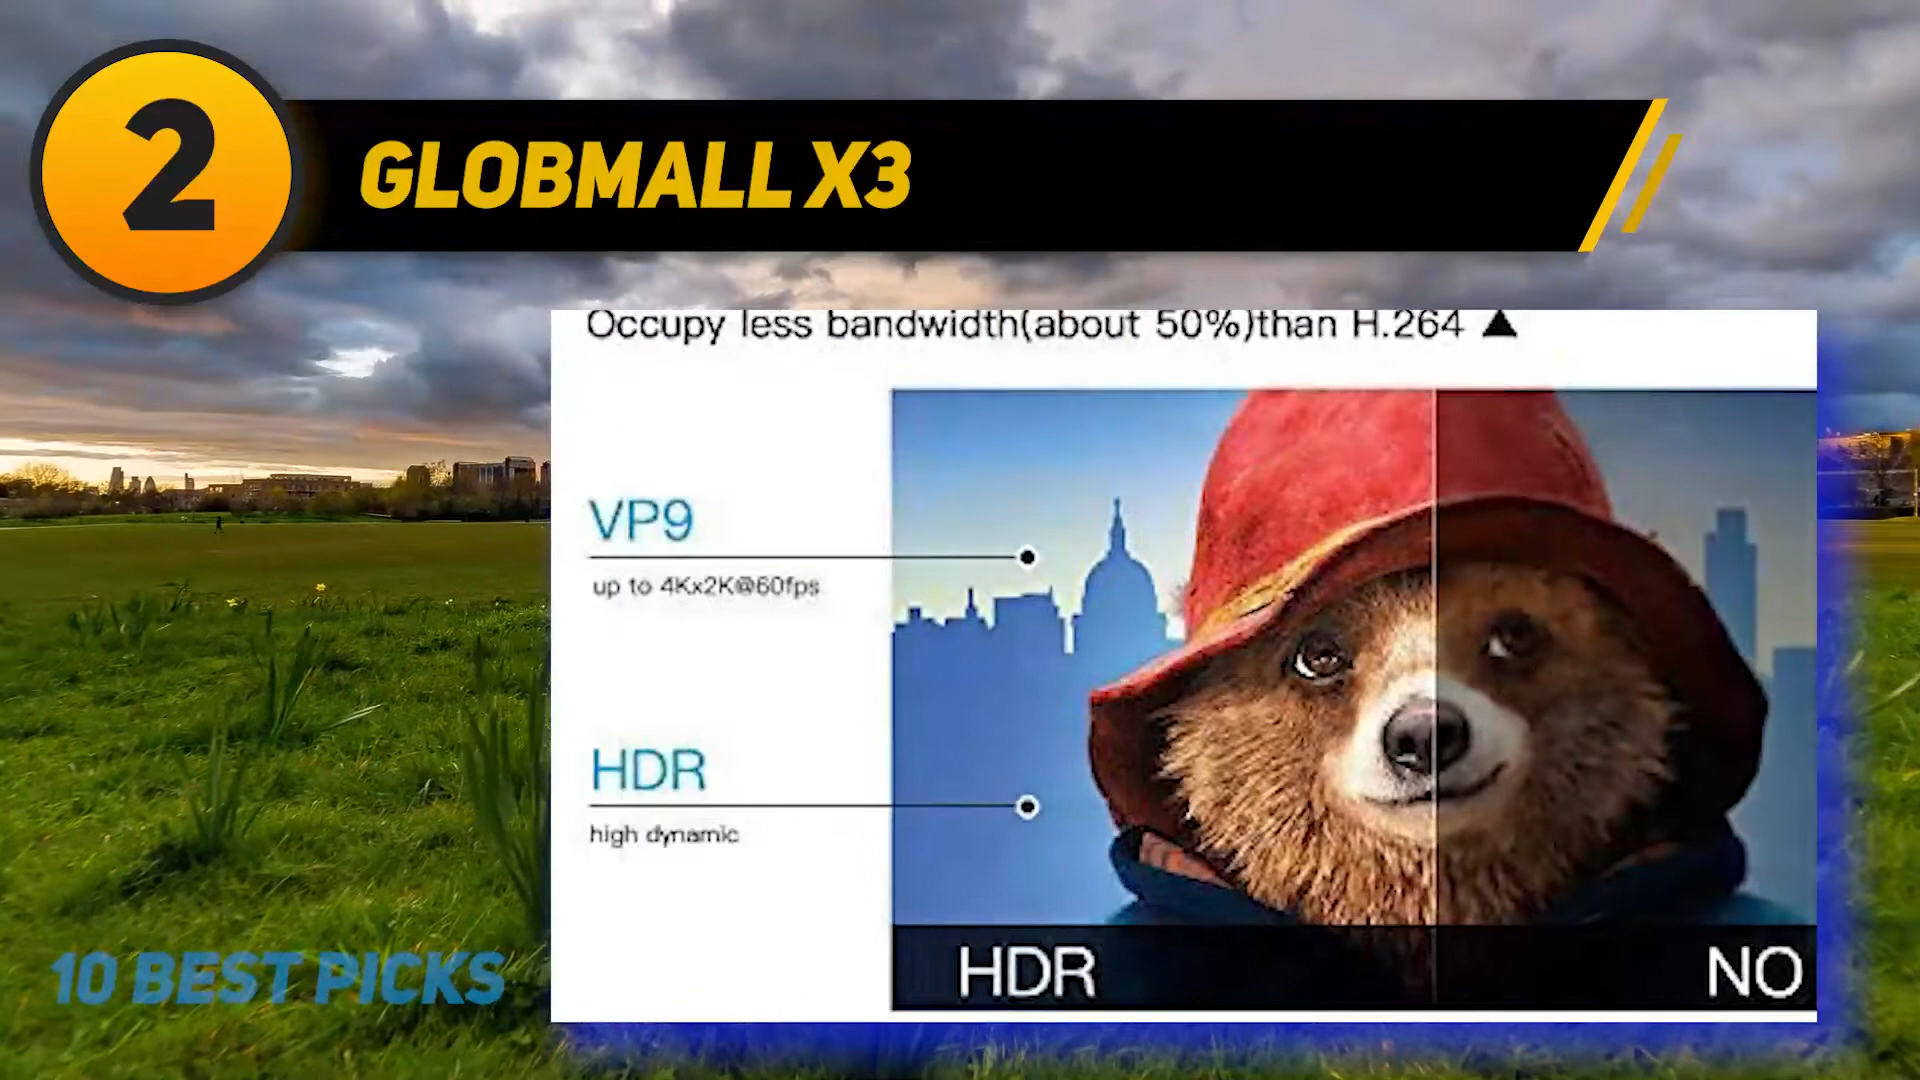 2
GLOBMALL X3
Occupy less bandwidth(about 50%)than H.264 ▲
VP9
up to 4Kx2K@60fps
HDR
high dynamic
HDR
NO
10 BEST PICKS